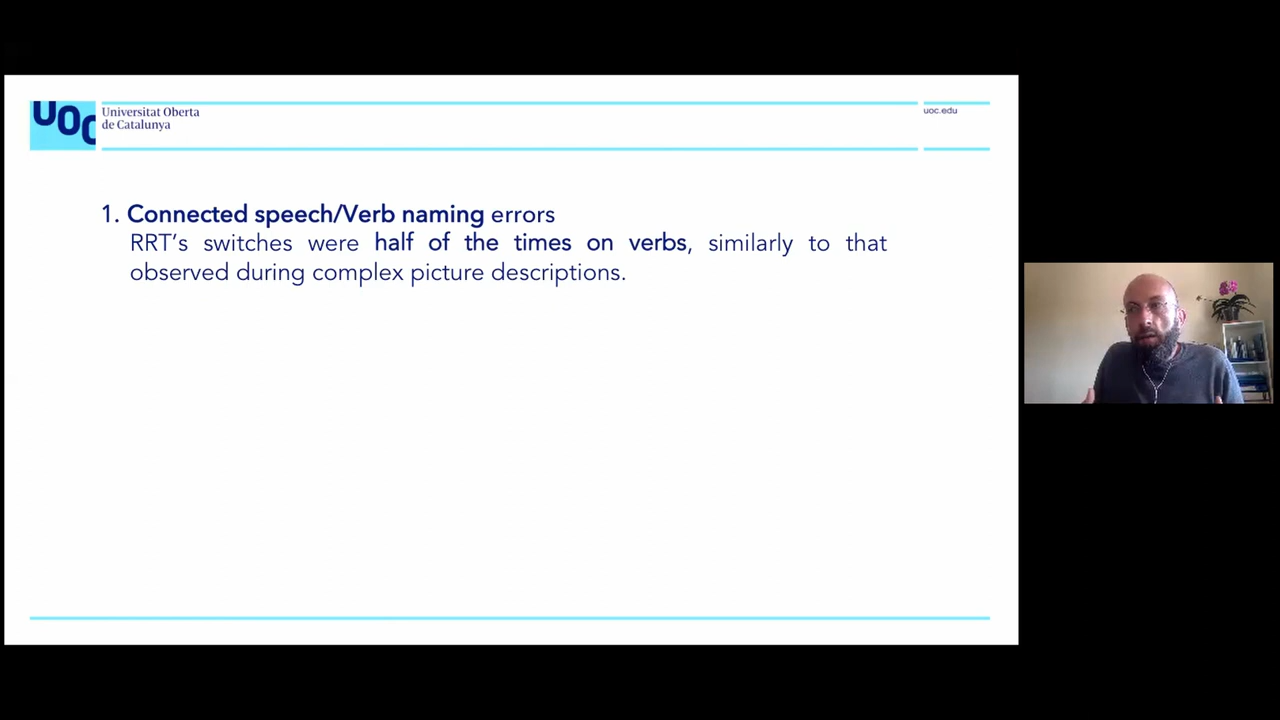 UOC
Universitat Oberta
de Catalunya
uoc.edu
1. Connected speech/Verb naming errors
RRT’s switches were half of the times on verbs, similarly to that
observed during complex picture descriptions.